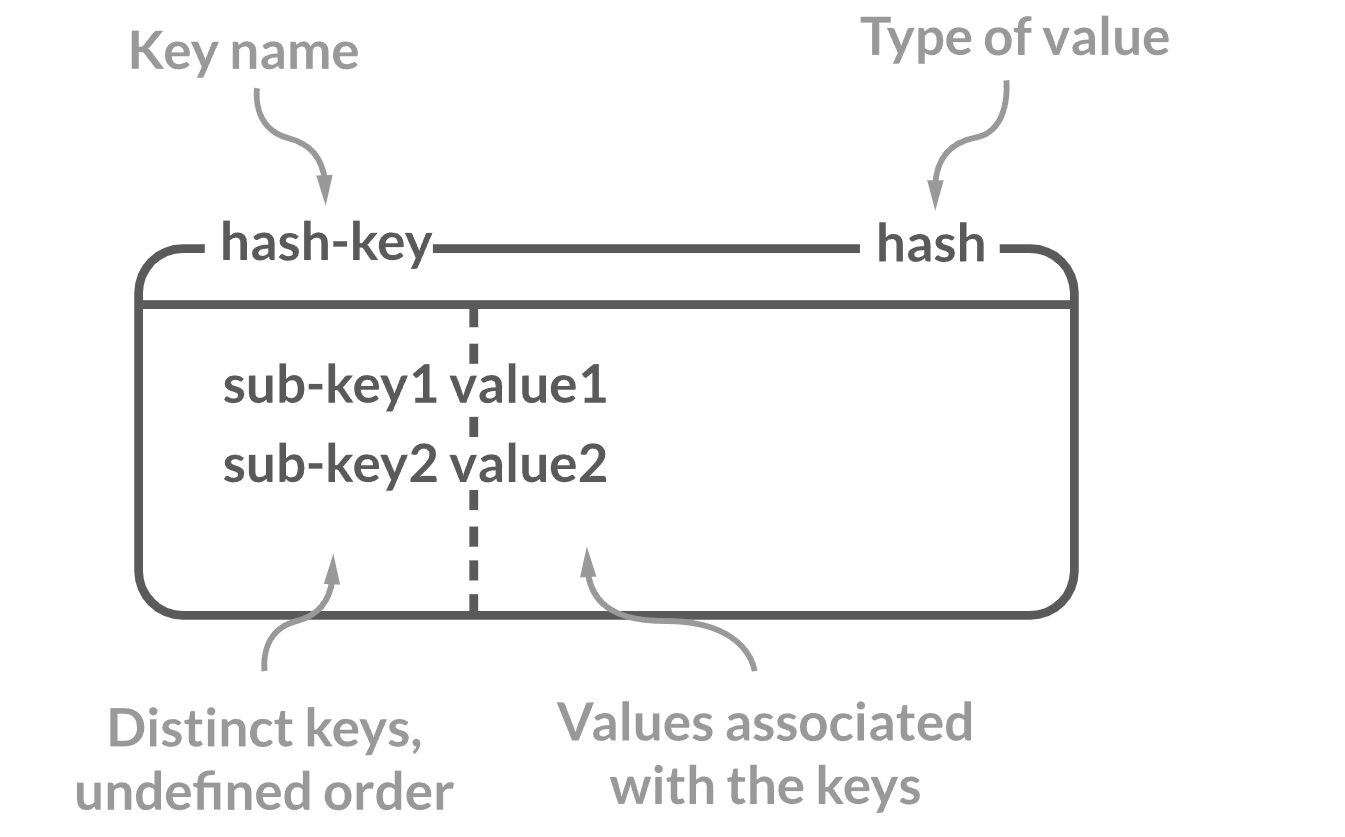 Key name
Type of value
hash-key
hash
sub-key1 value1
sub-key2 value2
Distinct keys,
undefined order
Values associated
with the keys